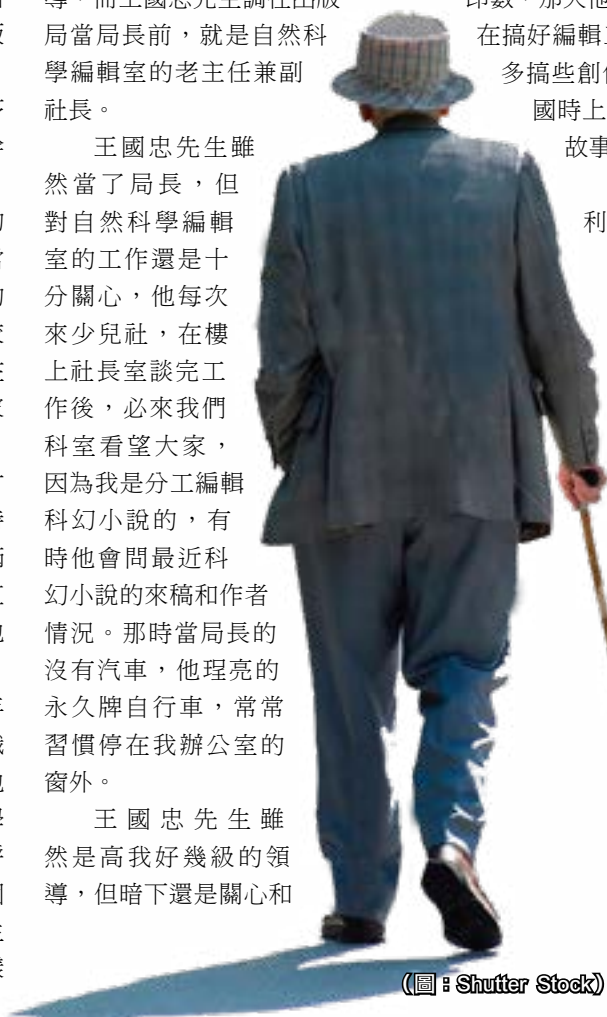 導，而王國忠先生調任出版
局當局長前，就是自然科
學編輯室的老主任兼副
社長。
王國忠先生雖
然當了局長，但
對自然科學編輯
室的工作還是十
分關心，他每次
來少兒社，在樓
上社長室談完工
作後，必來我們
科室看望大家，
因為我是分工編輯
科幻小說的，有
時他會問最近科
幻小說的來稿和作者
情況。那時當局長的
沒有汽車，他瑆亮的
永久牌自行車，常常
習慣停在我辦公室的
窗外。
王國忠先生雖
然是高我好幾級的領
導，但暗下還是關心和
在搞好編輯
多搞些創
國時上
故事
利
（圖：Shutter Stock）